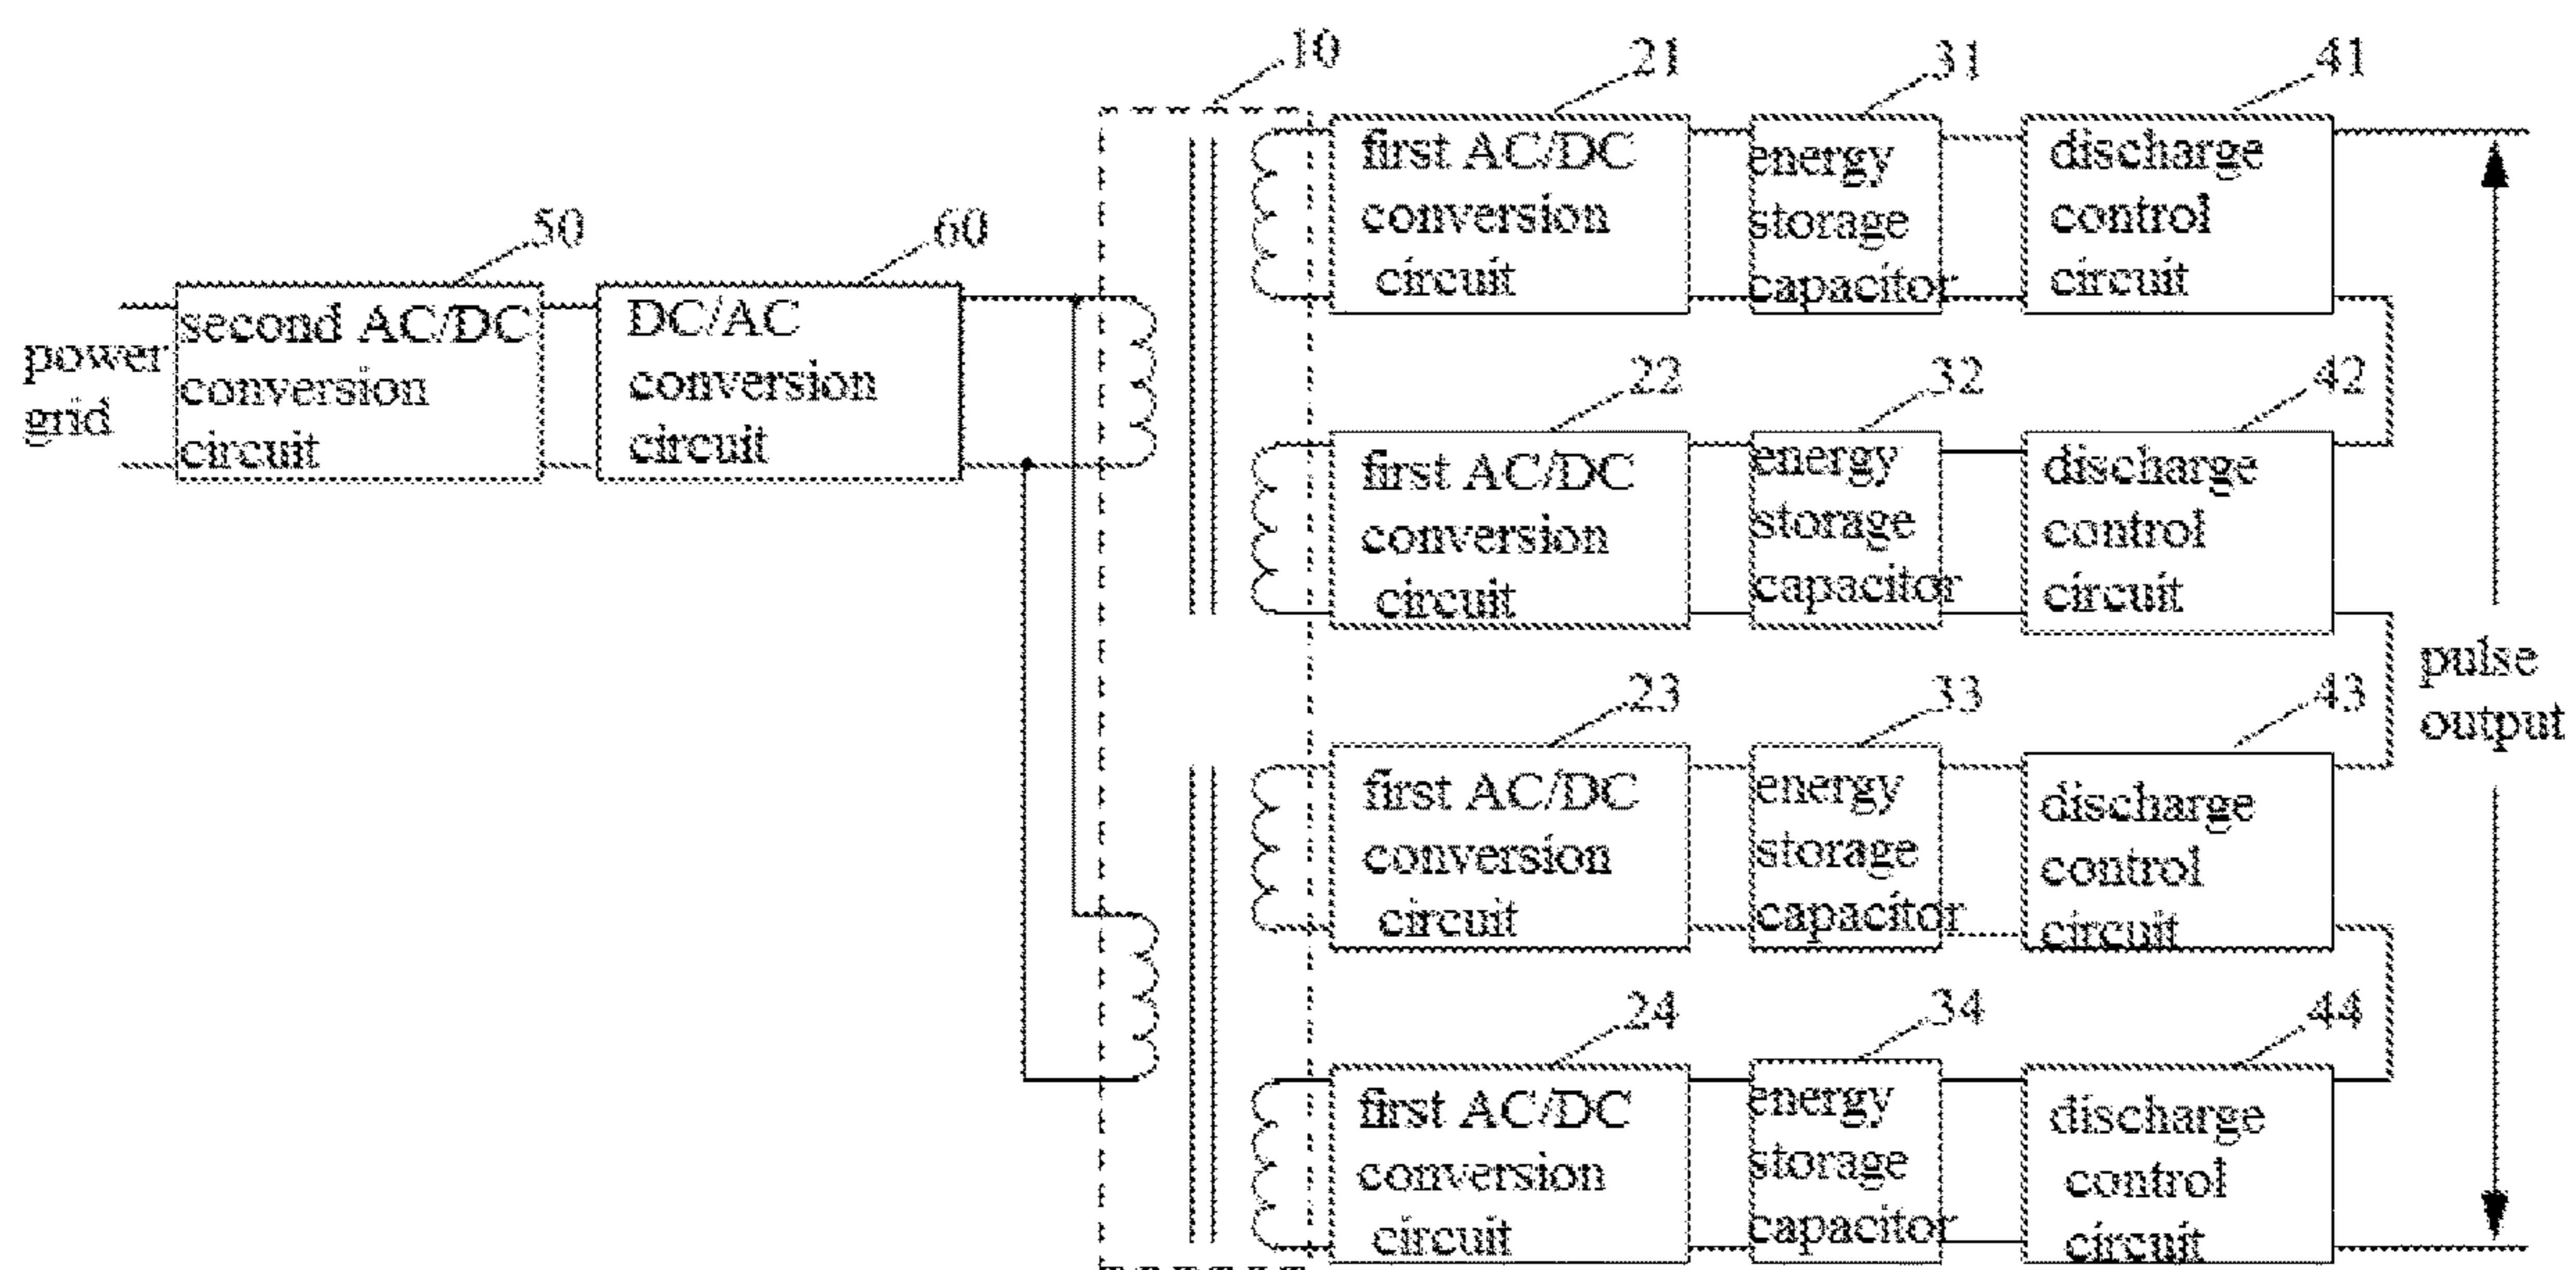 10
21
31
41
first AC/DC
conversion
circuit
energy
storage
capacitor
discharge
control
circuit
50
60
power
grid
second AC/DC
conversion
circuit
DC/AC
conversion
circuit
22
32
42
first AC/DC
conversion
circuit
energy
storage
capacitor
discharge
control
circuit
pulse
output
23
33
43
first AC/DC
conversion
circuit
energy
storage
capacitor
discharge
control
circuit
24
34
44
first AC/DC
conversion
circuit
energy
storage
capacitor
discharge
control
circuit